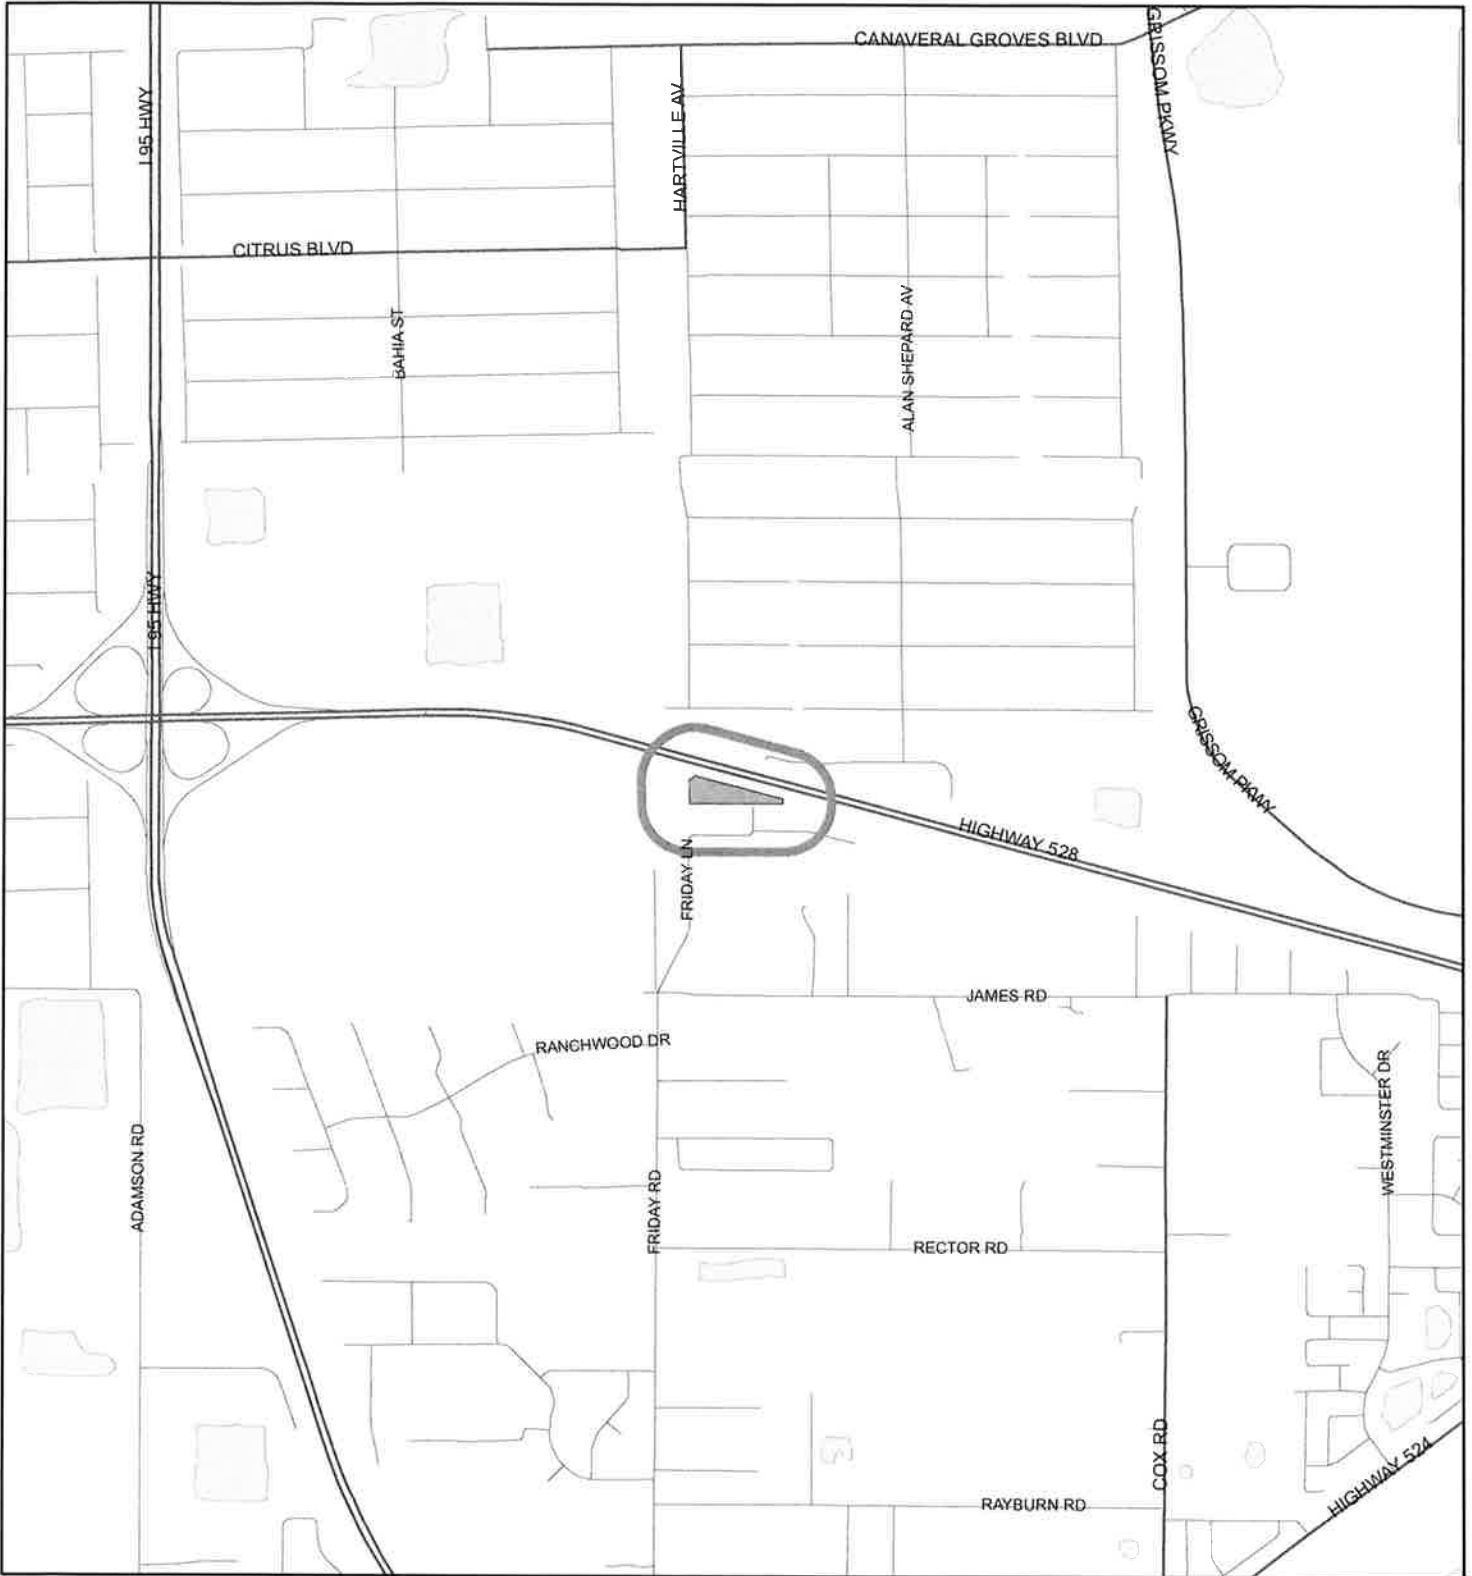 CANAVERAL GROVES BLVD
GRISSOM PKWY
I 95 HWY
HARTVILLE AV
CITRUS BLVD
BAHIA ST
ALAN SHEPARD AV
I 95 HWY
GRISSOM PKWY
HIGHWAY 528
FRIDAY LN
JAMES RD
RANCHWOOD DR
WESTMINSTER DR
ADAMSON RD
FRIDAY RD
RECTOR RD
COX RD
HIGHWAY 524
RAYBURN RD